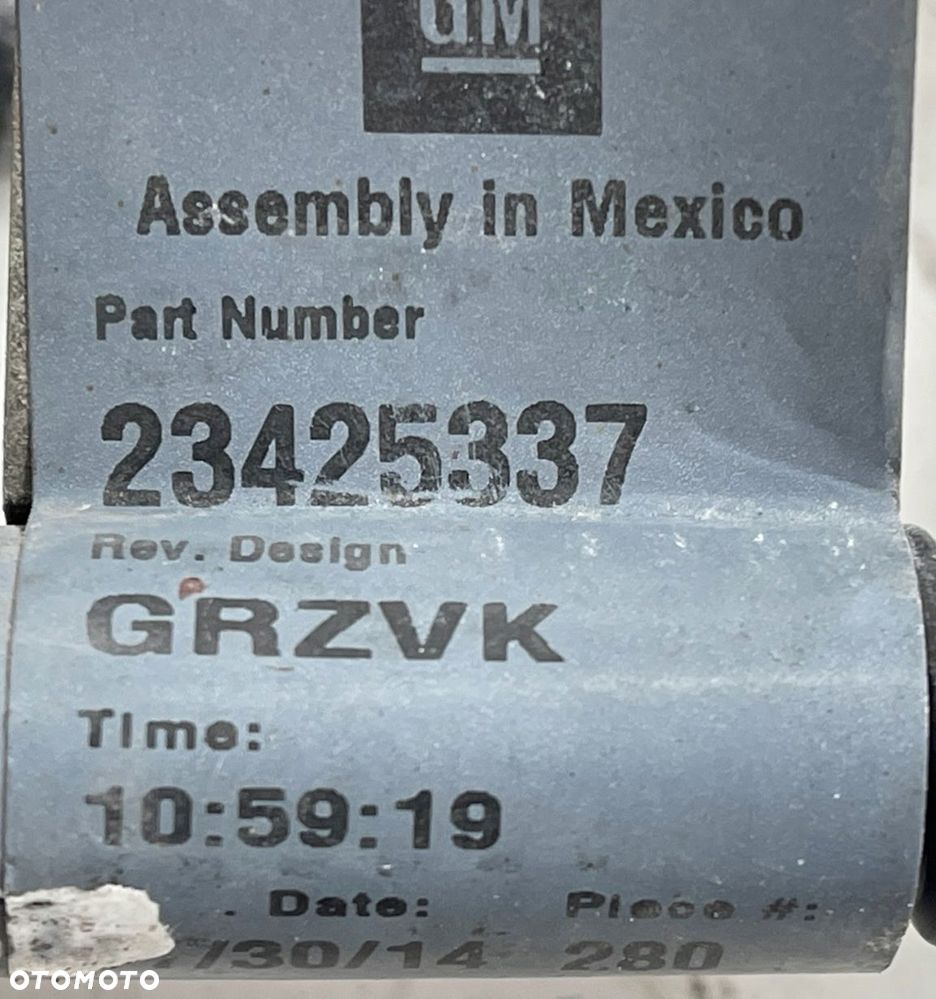 GM
Assembly in Mexico
Part Number
23425337
Rev. Design
GRZVK
Time:
10:59:19
. Date: Piece #:
/30/14 280
OTOMOTO